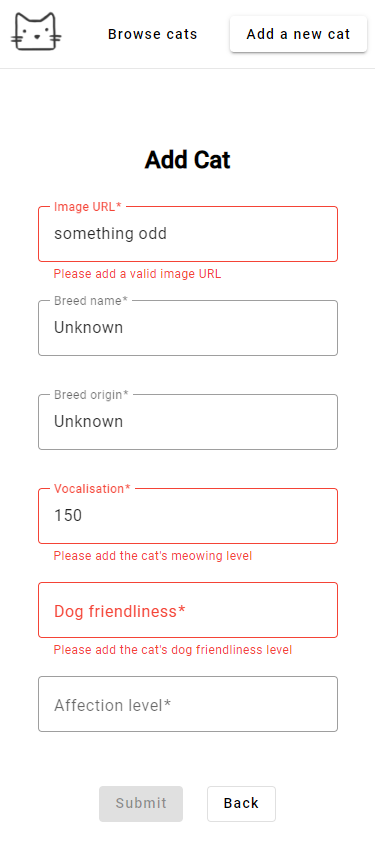 Browse cats
Add a new cat
Add Cat
Image URL*
something odd
Please add a valid image URL
Breed name*
Unknown
Breed origin*
Unknown
Vocalisation*
150
Please add the cat's meowing level
Dog friendliness*
Please add the cat's dog friendliness level
Affection level*
Submit
Back